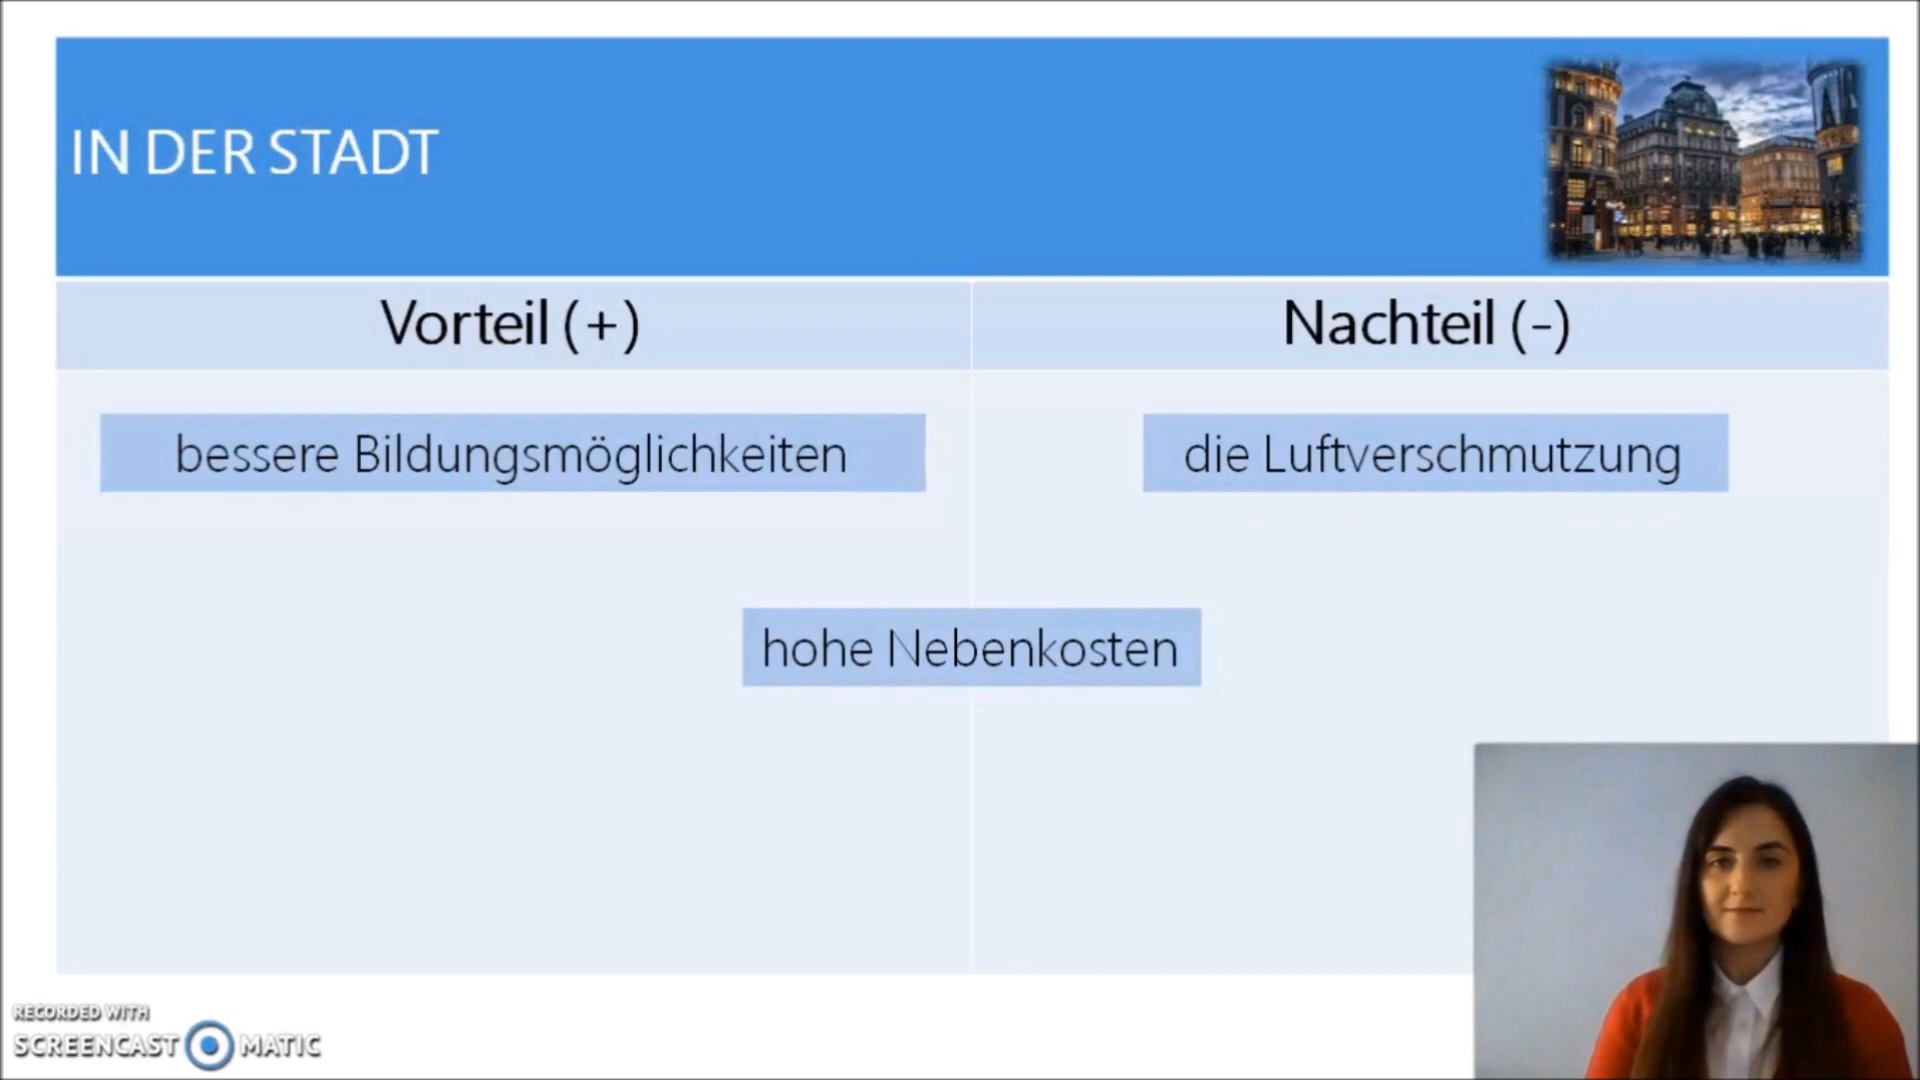 IN DER STADT
Vorteil (+)
Nachteil (-)
bessere Bildungsmöglichkeiten
die Luftverschmutzung
hohe Nebenkosten
RECORDED WITH
SCREENCAST MATIC